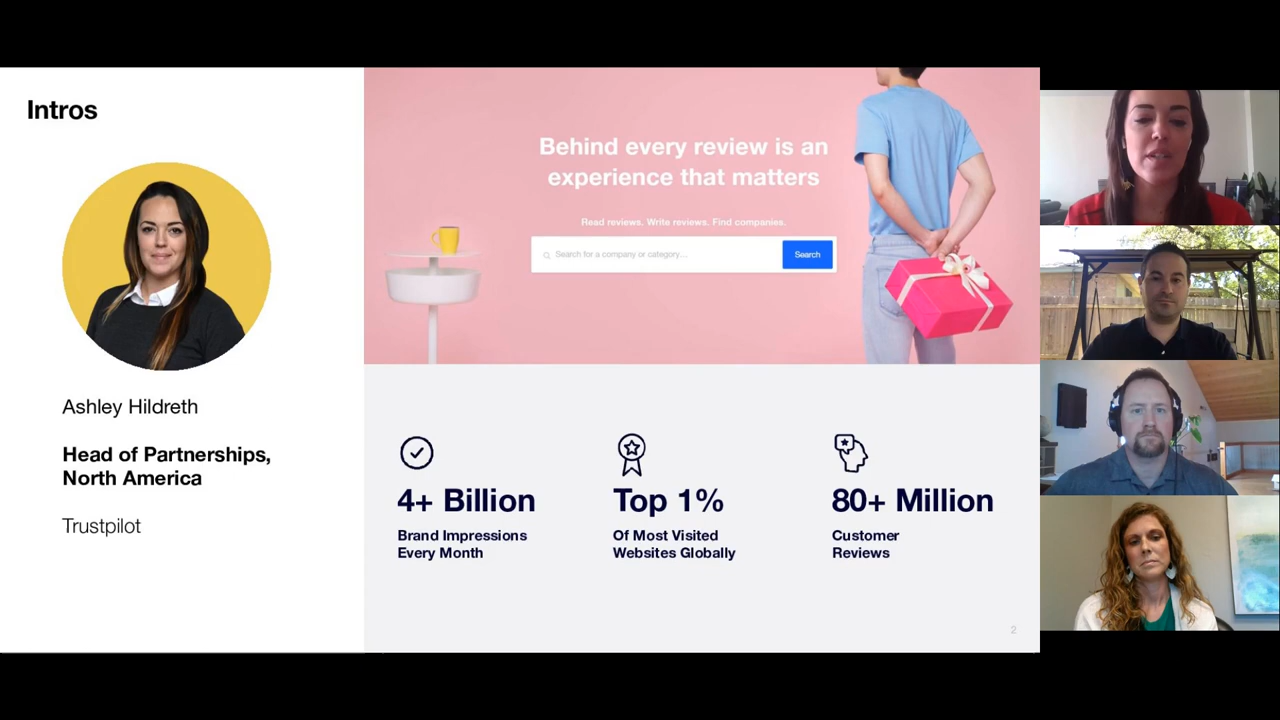 Intros
Ashley Hildreth
Head of Partnerships,
North America
Trustpilot
Behind every review is an
experience that matters
Read reviews. Write reviews. Find companies.
Search for a company or category...
Search
4+ Billion
Brand Impressions
Every Month
Top 1%
Of Most Visited
Websites Globally
80+ Million
Customer
Reviews
2